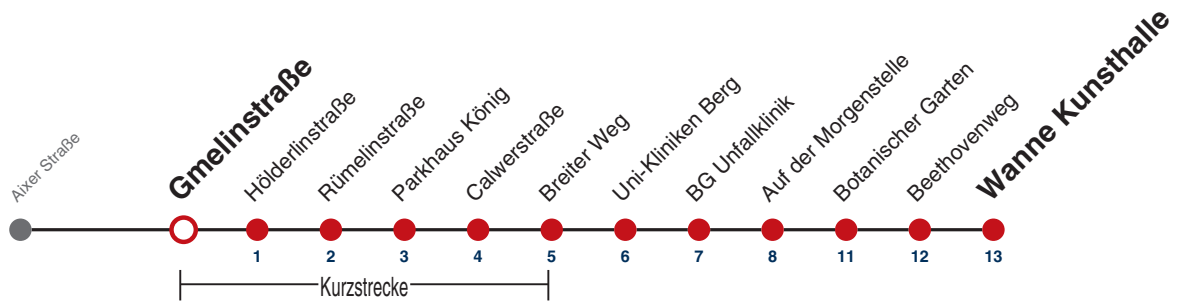 Aixer Straße
Gmelinstraße
Hölderlinstraße
Rümelinstraße
Parkhaus König
Calwerstraße
Breiter Weg
Uni-Kliniken Berg
BG Unfallklinik
Auf der Morgenstelle
Botanischer Garten
Beethovenweg
Wanne Kunsthalle
1 2 3 4 5 6 7 8 11 12 13
Kurzstrecke